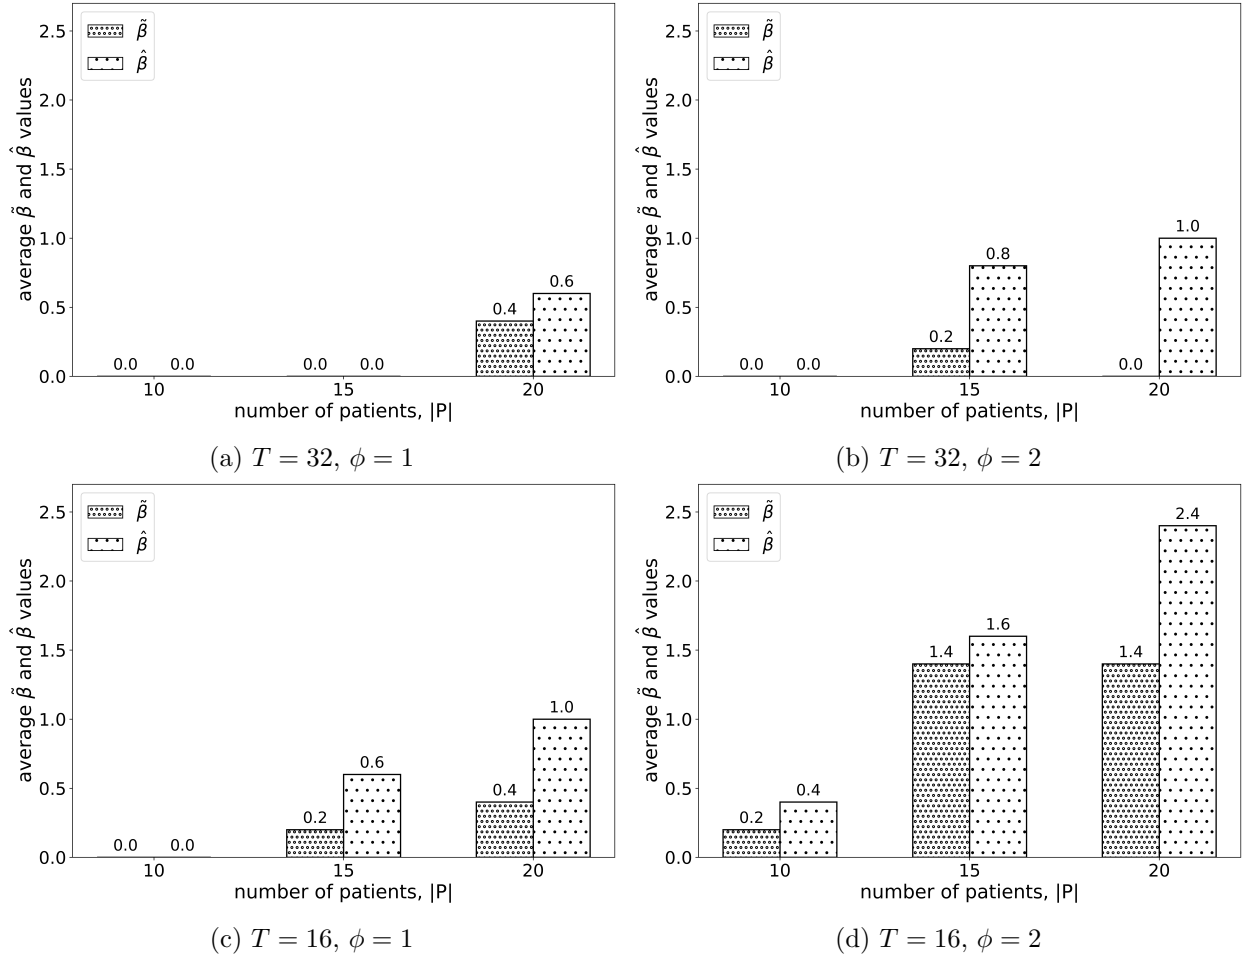 2.5
2.0
1.5
1.0
0.5
0.0
average β̃ and β̂ values
β̃
β̂
0.0 0.0 0.0 0.0 0.4 0.6
10 15 20
number of patients, |P|
(a) T = 32, ϕ = 1
2.5
2.0
1.5
1.0
0.5
0.0
average β̃ and β̂ values
β̃
β̂
0.0 0.0 0.2 0.8 0.0 1.0
10 15 20
number of patients, |P|
(b) T = 32, ϕ = 2
2.5
2.0
1.5
1.0
0.5
0.0
average β̃ and β̂ values
β̃
β̂
0.0 0.0 0.2 0.6 0.4 1.0
10 15 20
number of patients, |P|
(c) T = 16, ϕ = 1
2.5
2.0
1.5
1.0
0.5
0.0
average β̃ and β̂ values
β̃
β̂
0.2 0.4 1.4 1.6 1.4 2.4
10 15 20
number of patients, |P|
(d) T = 16, ϕ = 2